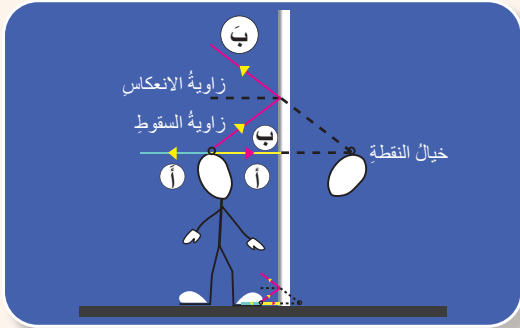 بَ
زاويةُ الانعكاسِ
زاويةُ السقوطِ
ب
خيالُ النقطةِ
أَ
أ